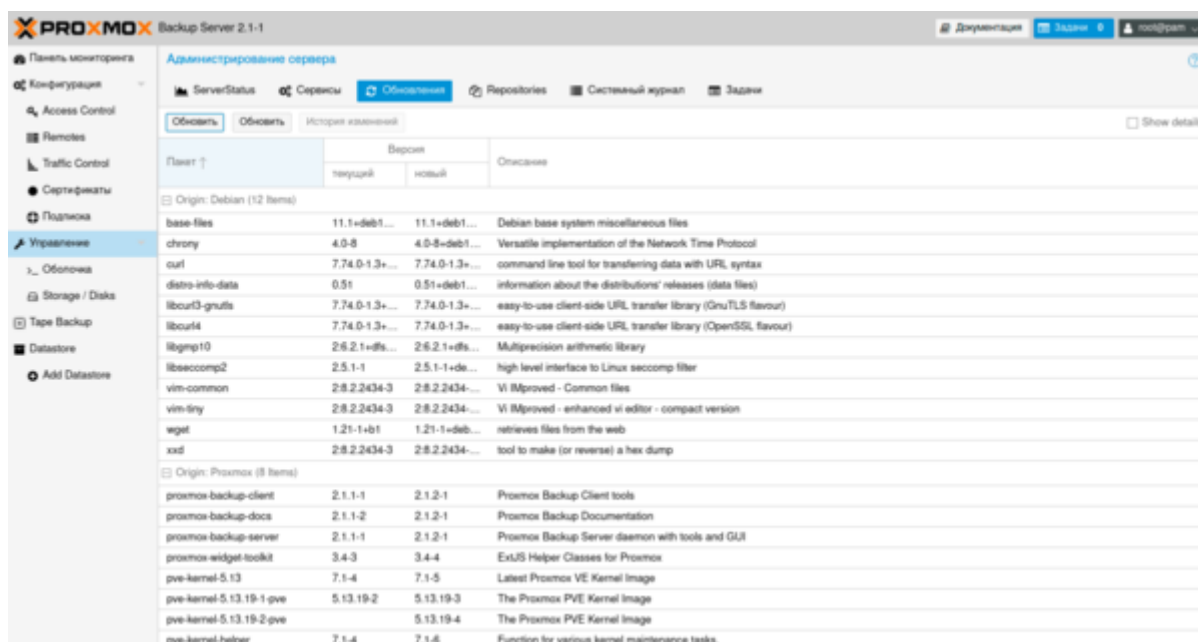 PROXMOX Backup Server 2.1-1 Документация Задачи 0 root@pam
Панель мониторинга
Конфигурация
Access Control
Remotes
Traffic Control
Сертификаты
Подписка
Управление
Оболочка
Storage / Disks
Tape Backup
Datastore
Add Datastore
Администрирование сервера
ServerStatus Сервисы Обновления Repositories Системный журнал Задачи
Обновить Обновить История изменений Show detail
Пакет ↑ Версия Описание
текущий новый
Origin: Debian (12 Items)
base-files 11.1+deb1... 11.1+deb1... Debian base system miscellaneous files
chrony 4.0-8 4.0-8+deb1... Versatile implementation of the Network Time Protocol
curl 7.74.0-1.3+... 7.74.0-1.3+... command line tool for transferring data with URL syntax
distro-info-data 0.51 0.51+deb1... information about the distributions' releases (data files)
libcurl3-gnutls 7.74.0-1.3+... 7.74.0-1.3+... easy-to-use client-side URL transfer library (GnuTLS flavour)
libcurl4 7.74.0-1.3+... 7.74.0-1.3+... easy-to-use client-side URL transfer library (OpenSSL flavour)
libgmp10 2:6.2.1+dfs... 2:6.2.1+dfs... Multiprecision arithmetic library
libseccomp2 2.5.1-1 2.5.1-1+de... high level interface to Linux seccomp filter
vim-common 2:8.2.2434-3 2:8.2.2434-... Vi IMproved - Common files
vim-tiny 2:8.2.2434-3 2:8.2.2434-... Vi IMproved - enhanced vi editor - compact version
wget 1.21-1+b1 1.21-1+deb... retrieves files from the web
xxd 2:8.2.2434-3 2:8.2.2434-... tool to make (or reverse) a hex dump
Origin: Proxmox (8 Items)
proxmox-backup-client 2.1.1-1 2.1.2-1 Proxmox Backup Client tools
proxmox-backup-docs 2.1.1-2 2.1.2-1 Proxmox Backup Documentation
proxmox-backup-server 2.1.1-1 2.1.2-1 Proxmox Backup Server daemon with tools and GUI
proxmox-widget-toolkit 3.4-3 3.4-4 ExtJS Helper Classes for Proxmox
pve-kernel-5.13 7.1-4 7.1-5 Latest Proxmox VE Kernel Image
pve-kernel-5.13.19-1-pve 5.13.19-2 5.13.19-3 The Proxmox PVE Kernel Image
pve-kernel-5.13.19-2-pve 5.13.19-4 The Proxmox PVE Kernel Image
pve-kernel-helper 7.1-4 7.1-6 Function for various kernel maintenance tasks.